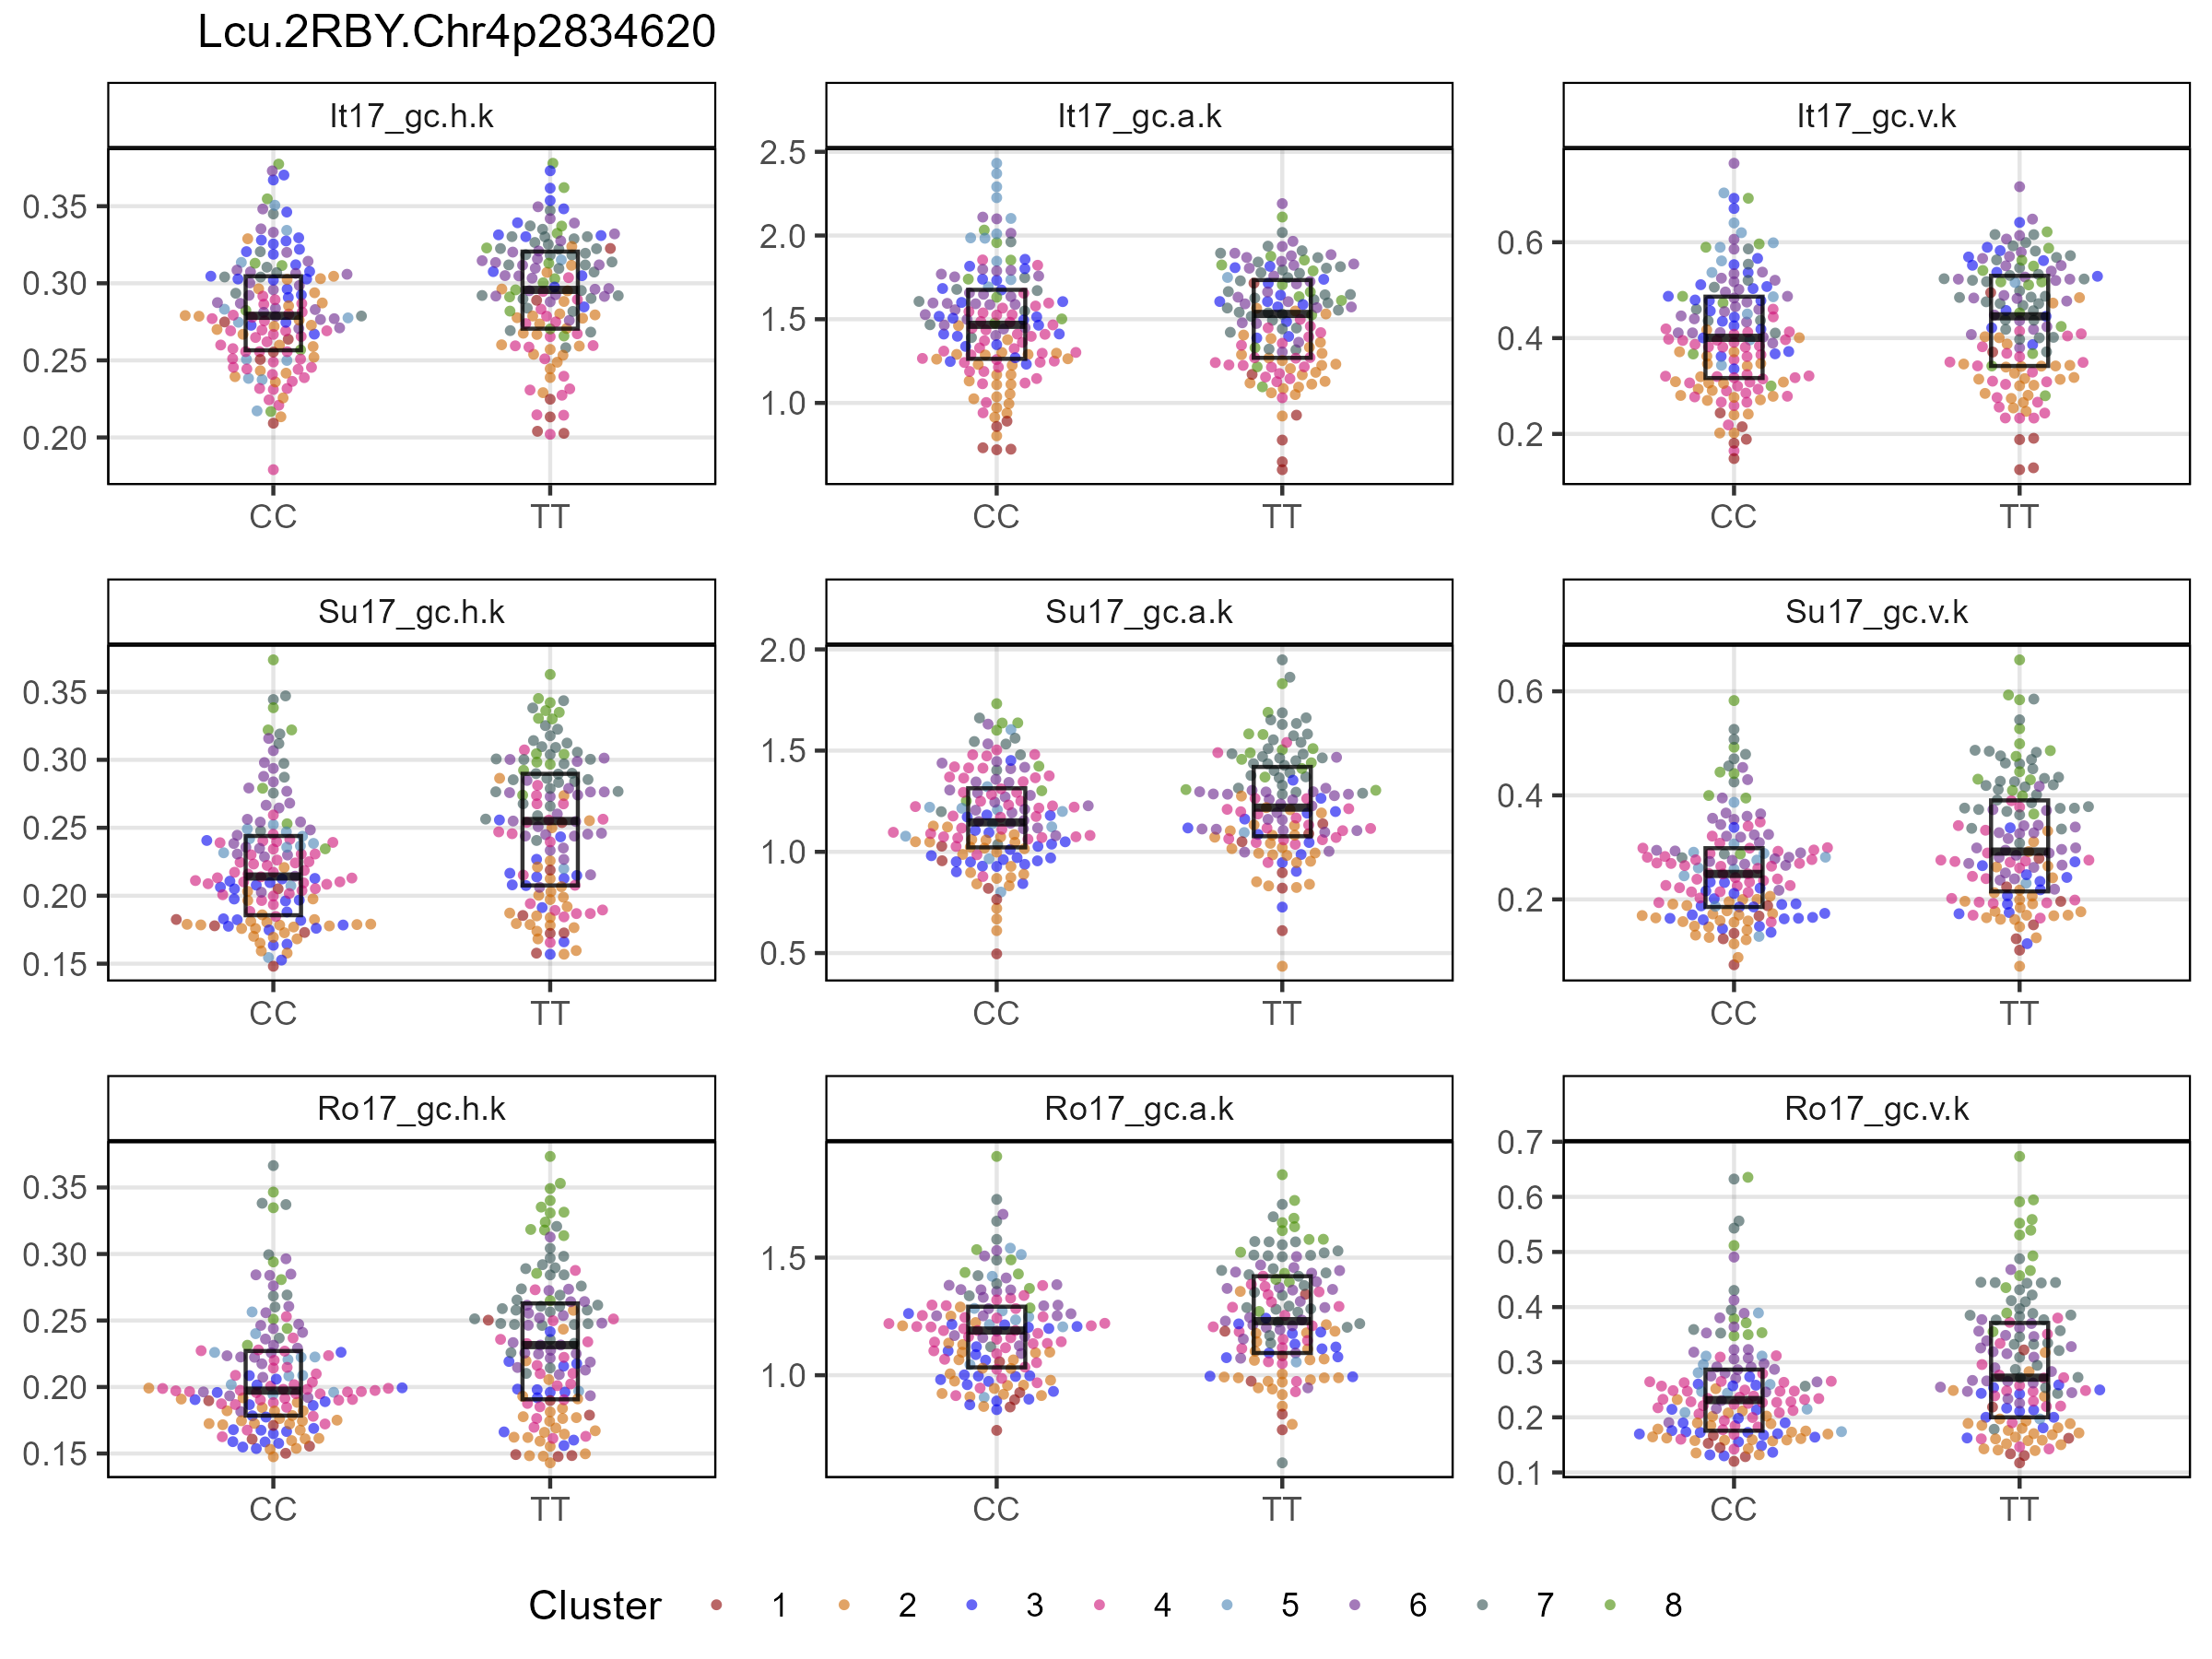 Lcu.2RBY.Chr4p2834620
It17_gc.h.k
It17_gc.a.k
It17_gc.v.k
0.35
0.30
0.25
0.20
CC TT
2.5
2.0
1.5
1.0
CC TT
0.6
0.4
0.2
CC TT
Su17_gc.h.k
Su17_gc.a.k
Su17_gc.v.k
0.35
0.30
0.25
0.20
0.15
CC TT
2.0
1.5
1.0
0.5
CC TT
0.6
0.4
0.2
CC TT
Ro17_gc.h.k
Ro17_gc.a.k
Ro17_gc.v.k
0.35
0.30
0.25
0.20
0.15
CC TT
1.5
1.0
CC TT
0.7
0.6
0.5
0.4
0.3
0.2
0.1
CC TT
Cluster 1 2 3 4 5 6 7 8